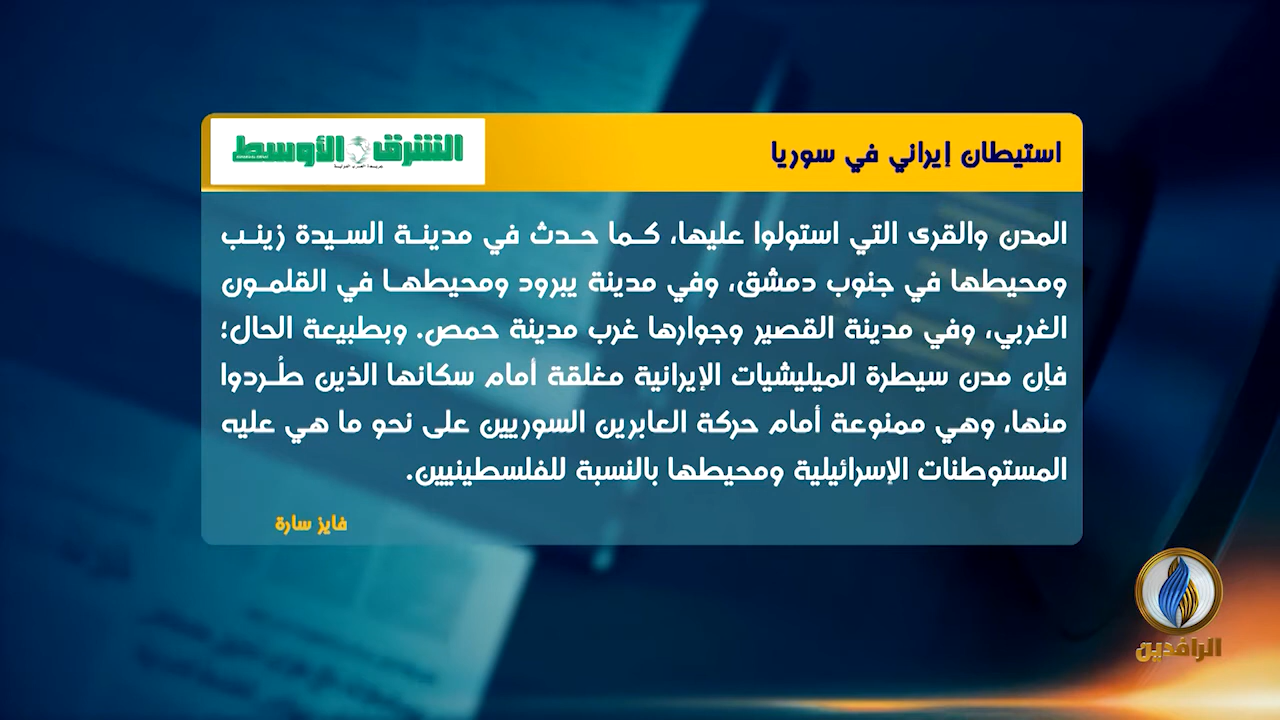 استيطان إيراني في سوريا
الشرق الأوسط
المدن والقرى التي استولوا عليها، كما حدث في مدينة السيدة زينب
ومحيطها في جنوب دمشق، وفي مدينة يبرود ومحيطها في القلمون
الغربي، وفي مدينة القصير وجوارها غرب مدينة حمص. وبطبيعة الحال؛
فإن مدن سيطرة الميليشيات الإيرانية مغلقة أمام سكانها الذين طُردوا
منها، وهي ممنوعة أمام حركة العابرين السوريين على نحو ما هي عليه
المستوطنات الإسرائيلية ومحيطها بالنسبة للفلسطينيين.
فايز سارة
الرافدين